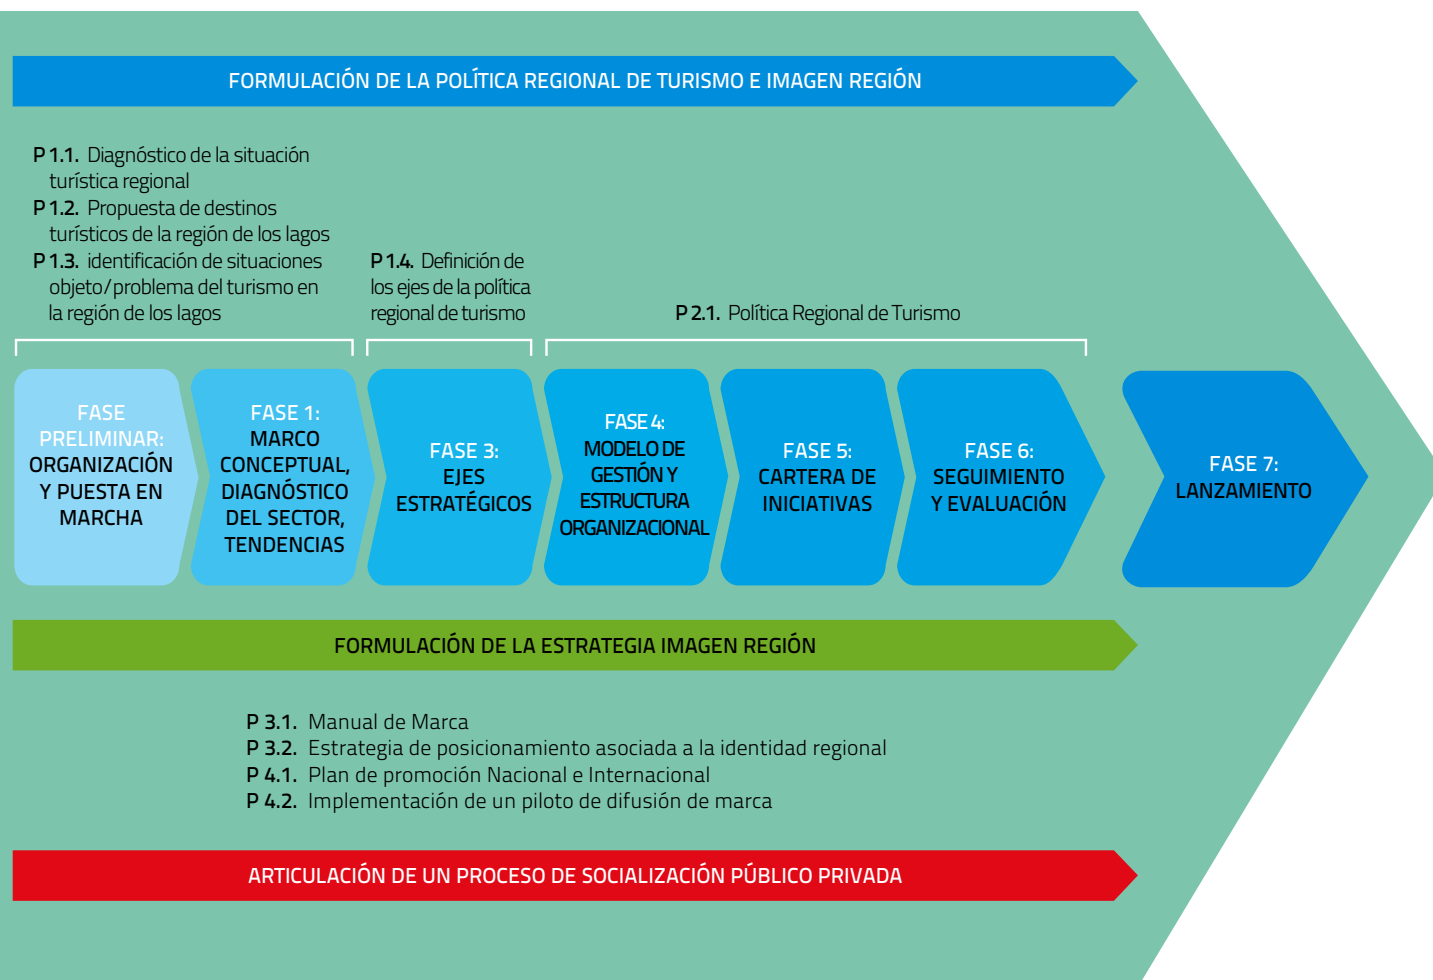 FORMULACIÓN DE LA POLÍTICA REGIONAL DE TURISMO E IMAGEN REGIÓN
P 1.1. Diagnóstico de la situación
turística regional
P 1.2. Propuesta de destinos
turísticos de la región de los lagos
P 1.3. identificación de situaciones
objeto/problema del turismo en
la región de los lagos
P 1.4. Definición de
los ejes de la política
regional de turismo
P 2.1. Política Regional de Turismo
FASE
PRELIMINAR:
ORGANIZACIÓN
Y PUESTA EN
MARCHA
FASE 1:
MARCO
CONCEPTUAL,
DIAGNÓSTICO
DEL SECTOR,
TENDENCIAS
FASE 3:
EJES
ESTRATÉGICOS
FASE 4:
MODELO DE
GESTIÓN Y
ESTRUCTURA
ORGANIZACIONAL
FASE 5:
CARTERA DE
INICIATIVAS
FASE 6:
SEGUIMIENTO
Y EVALUACIÓN
FASE 7:
LANZAMIENTO
FORMULACIÓN DE LA ESTRATEGIA IMAGEN REGIÓN
P 3.1. Manual de Marca
P 3.2. Estrategia de posicionamiento asociada a la identidad regional
P 4.1. Plan de promoción Nacional e Internacional
P 4.2. Implementación de un piloto de difusión de marca
ARTICULACIÓN DE UN PROCESO DE SOCIALIZACIÓN PÚBLICO PRIVADA